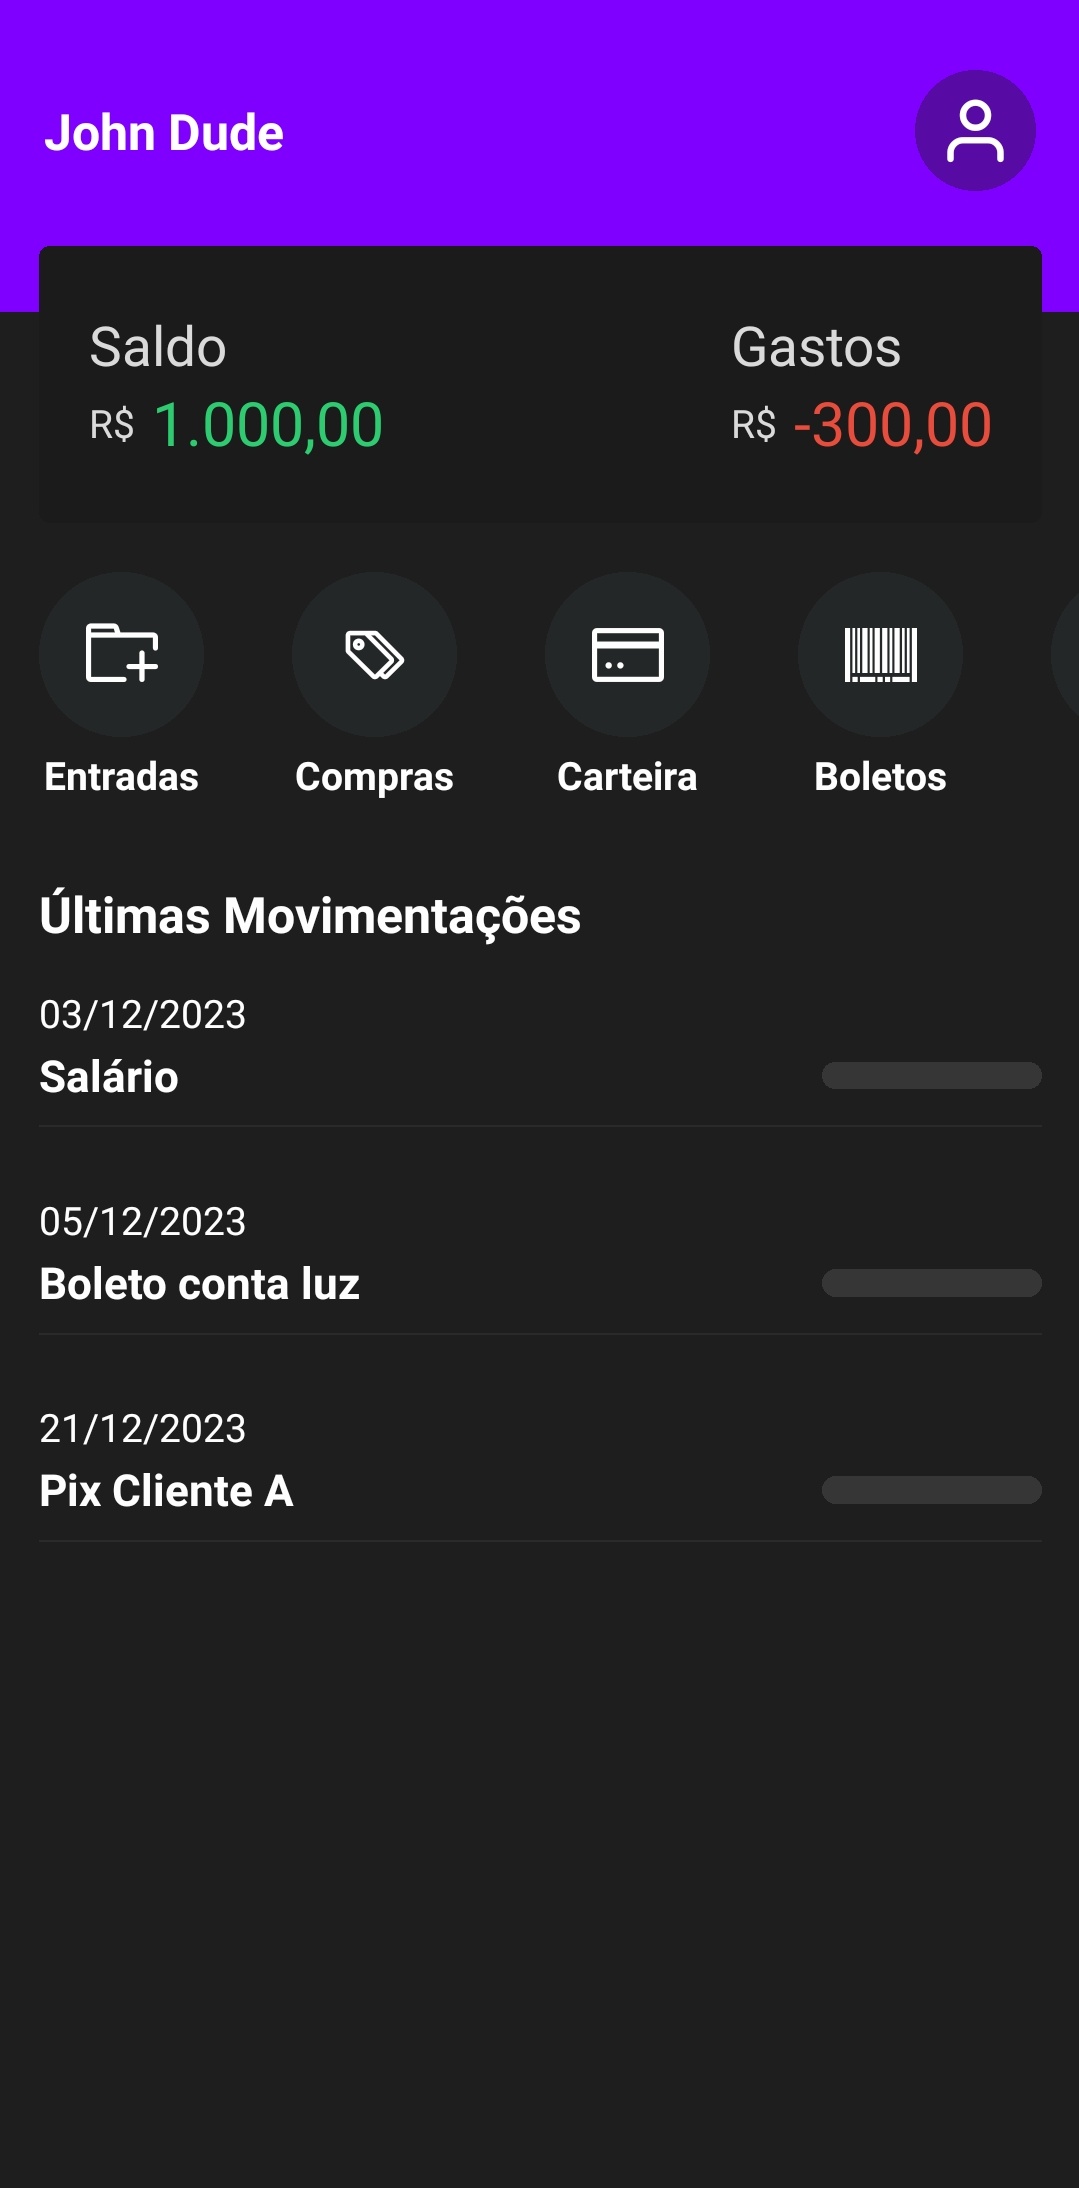 John Dude
Saldo
R$ 1.000,00
Gastos
R$ -300,00
Entradas
Compras
Carteira
Boletos
Últimas Movimentações
03/12/2023
Salário
05/12/2023
Boleto conta luz
21/12/2023
Pix Cliente A